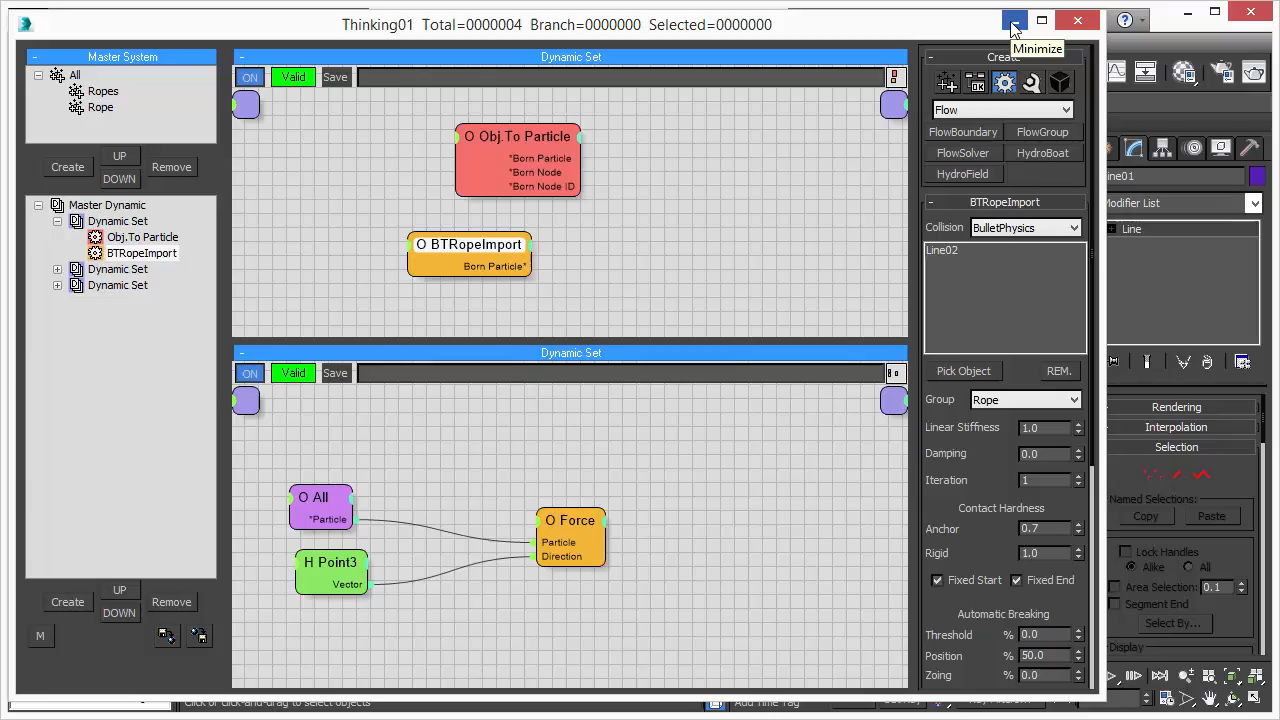 Thinking01 Total=0000004 Branch=0000000 Selected=0000000
Minimize
Master System
All
Ropes
Rope
Create
UP
DOWN
Remove
Master Dynamic
Dynamic Set
Obj.To Particle
BTRopeImport
Dynamic Set
Dynamic Set
Create
UP
DOWN
Remove
M
Dynamic Set
ON Valid Save
O Obj.To Particle
*Born Particle
*Born Node
*Born Node ID
O BTRopeImport
Born Particle*
Dynamic Set
ON Valid Save
O All
*Particle
H Point3
Vector
O Force
Particle
Direction
Create
Flow
FlowBoundary FlowGroup
FlowSolver HydroBoat
HydroField
BTRopeImport
Collision BulletPhysics
Line02
Pick Object REM.
Group Rope
Linear Stiffness 1.0
Damping 0.0
Iteration 1
Contact Hardness
Anchor 0.7
Rigid 1.0
Fixed Start Fixed End
Automatic Breaking
Threshold % 0.0
Position % 50.0
Zoing % 0.0
Modifier List
Line
Rendering
Interpolation
Selection
Named Selections:
Copy Paste
Lock Handles
Alike All
Area Selection: 0.1
Segment End
Select By...
Display
Click or click-and-drag to select objects
Add Time Tag